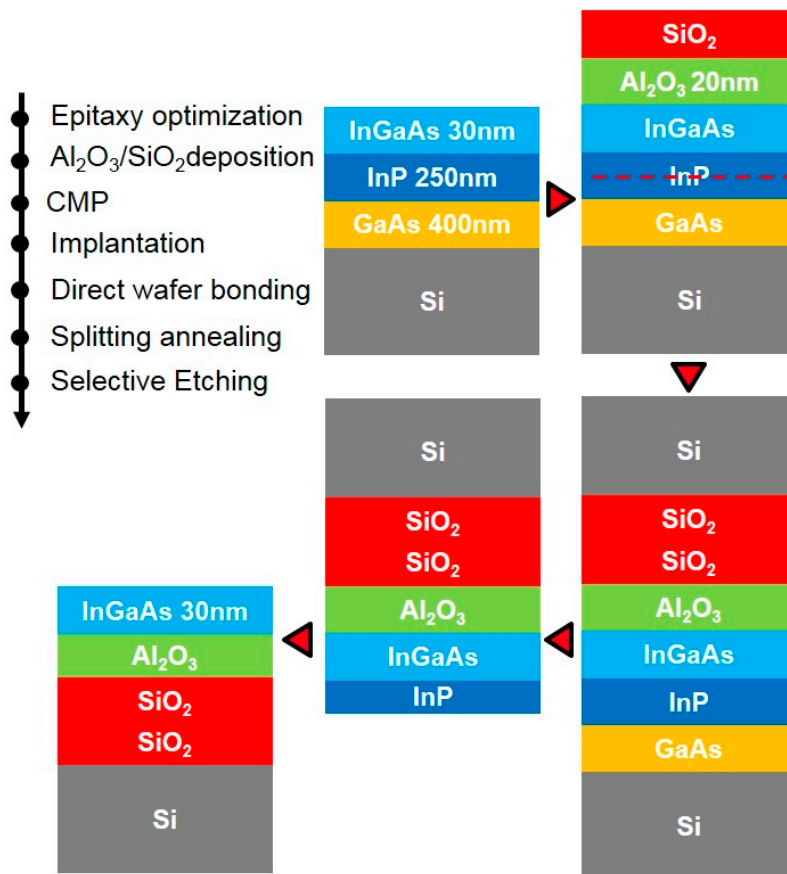 Epitaxy optimization
Al₂O₃/SiO₂deposition
CMP
Implantation
Direct wafer bonding
Splitting annealing
Selective Etching
InGaAs 30nm
InP 250nm
GaAs 400nm
Si
SiO₂
Al₂O₃ 20nm
InGaAs
InP
GaAs
Si
Si
SiO₂
SiO₂
Al₂O₃
InGaAs
InP
GaAs
Si
Si
SiO₂
SiO₂
Al₂O₃
InGaAs
InP
InGaAs 30nm
Al₂O₃
SiO₂
SiO₂
Si